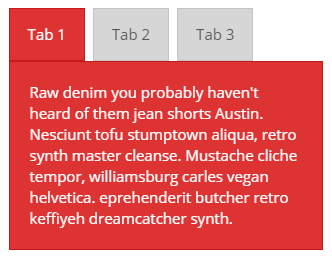 Tab 1 Tab 2 Tab 3
Raw denim you probably haven't
heard of them jean shorts Austin.
Nesciunt tofu stumptown aliqua, retro
synth master cleanse. Mustache cliche
tempor, williamsburg carles vegan
helvetica. eprehenderit butcher retro
keffiyeh dreamcatcher synth.